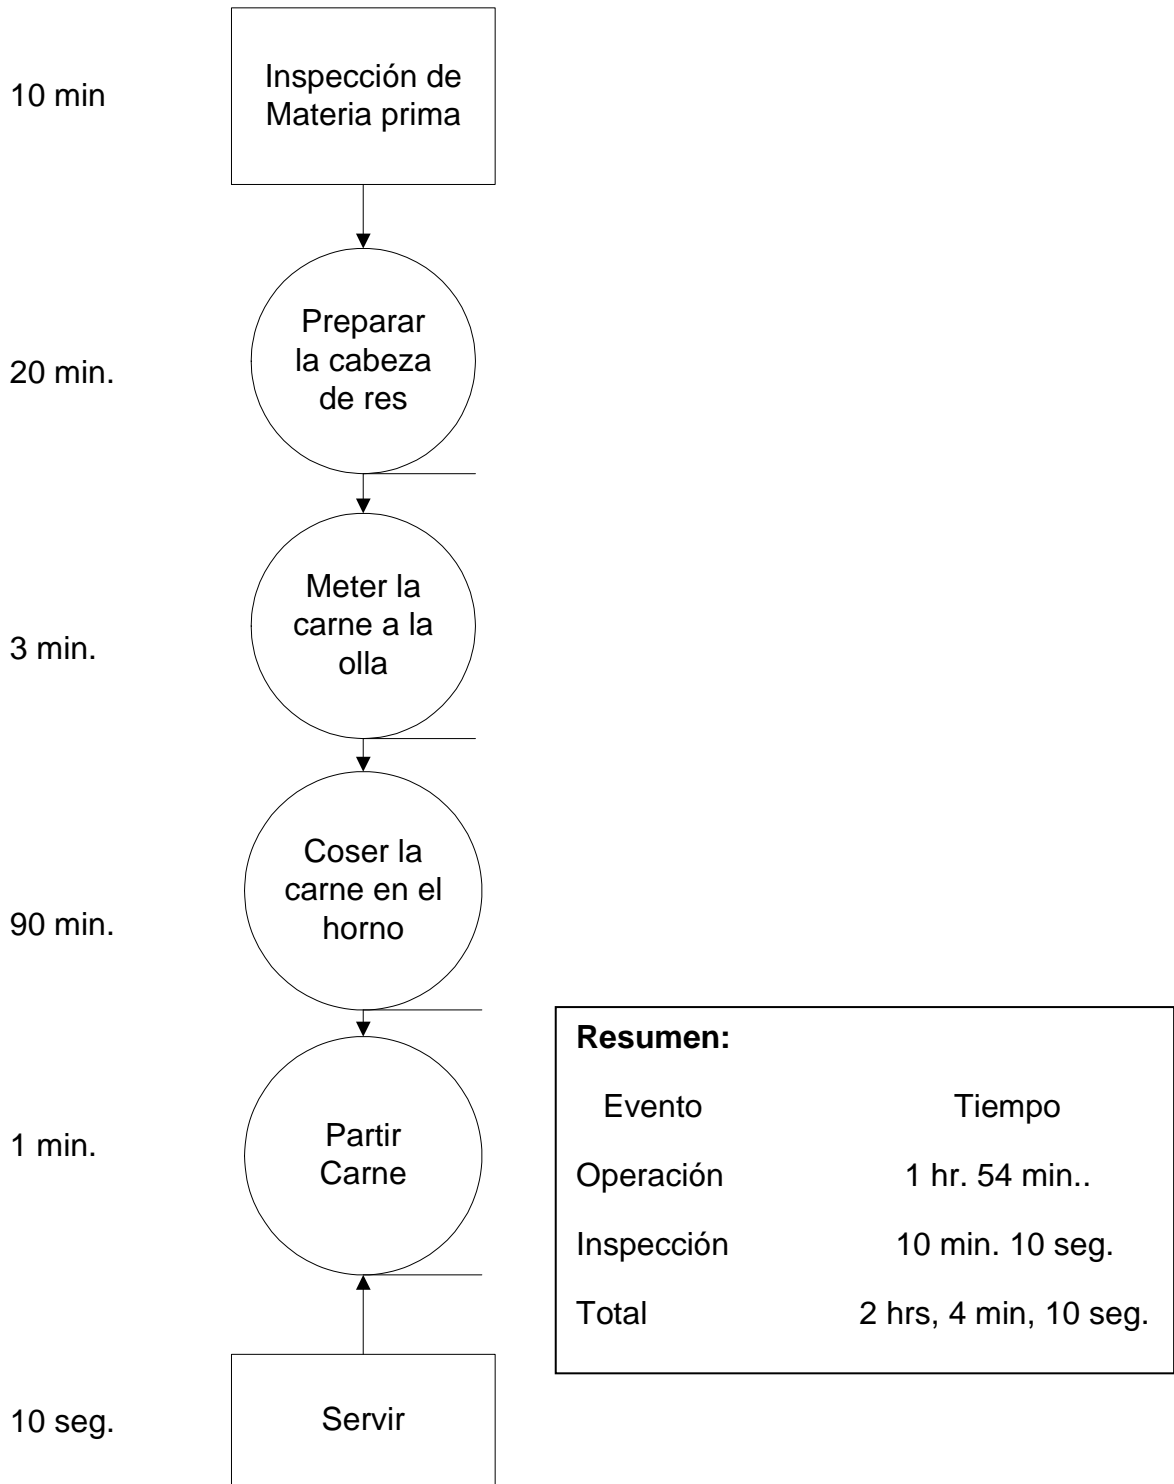 10 min
Inspección de
Materia prima
20 min.
Preparar
la cabeza
de res
3 min.
Meter la
carne a la
olla
90 min.
Coser la
carne en el
horno
1 min.
Partir
Carne
Resumen:
Evento Tiempo
Operación 1 hr. 54 min..
Inspección 10 min. 10 seg.
Total 2 hrs, 4 min, 10 seg.
10 seg.
Servir